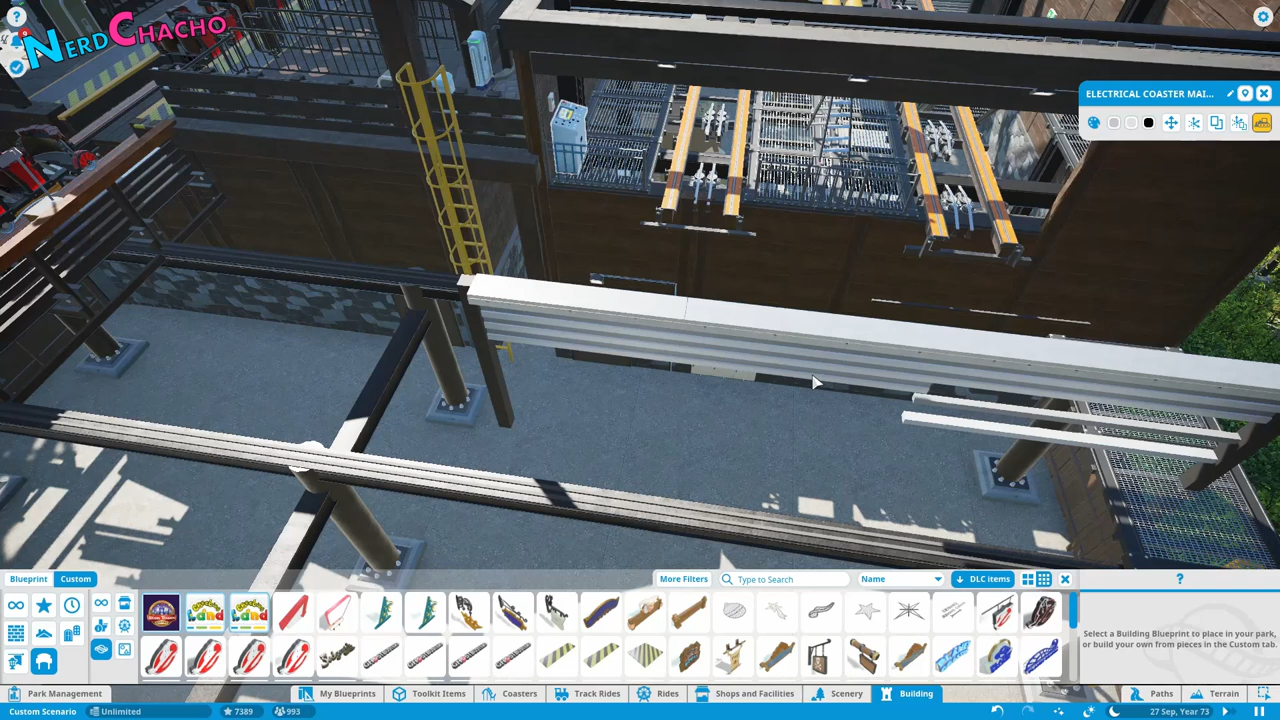 NERDCHACHO
ELECTRICAL COASTER MAI...
Blueprint
Custom
More Filters
Type to Search
Name
DLC items
?
Select a Building Blueprint to place in your park, or build your own from pieces in the Custom tab.
Park Management
My Blueprints
Toolkit Items
Coasters
Track Rides
Rides
Shops and Facilities
Scenery
Building
Paths
Terrain
Custom Scenario
Unlimited
7389
993
27 Sep, Year 73